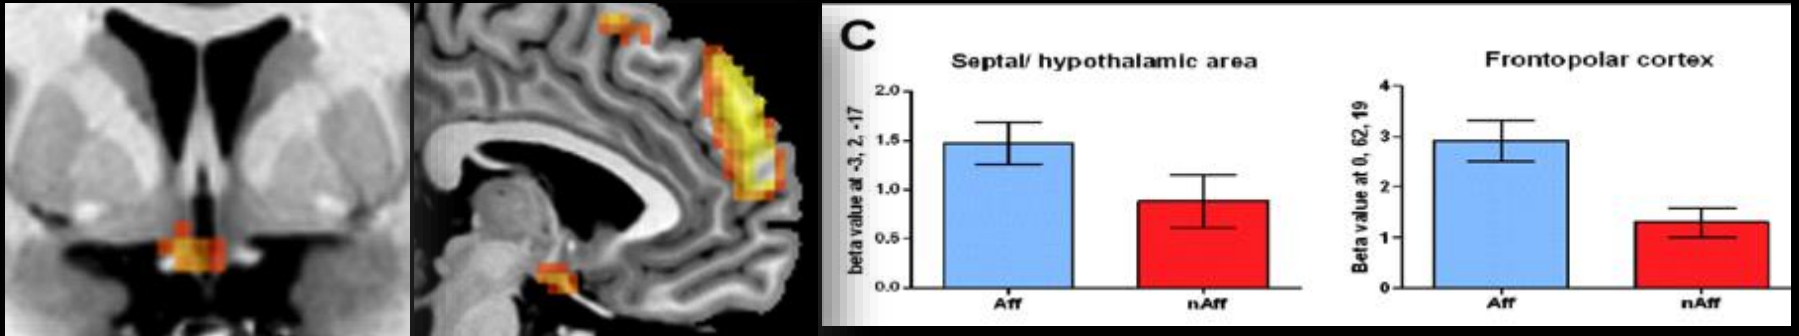 C
Septal/ hypothalamic area
beta value at -3, 2, -17
2.0
1.5
1.0
0.5
0.0
Aff nAff
Frontopolar cortex
Beta value at 0, 62, 19
4
3
2
1
0
Aff nAff